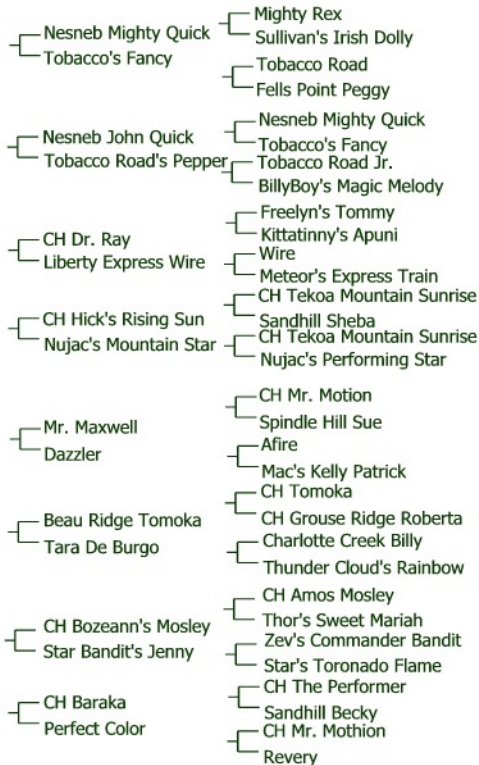 Nesneb Mighty Quick
Tobacco's Fancy
Mighty Rex
Sullivan's Irish Dolly
Tobacco Road
Fells Point Peggy
Nesneb John Quick
Tobacco Road's Pepper
Nesneb Mighty Quick
Tobacco's Fancy
Tobacco Road Jr.
BillyBoy's Magic Melody
CH Dr. Ray
Liberty Express Wire
Freelyn's Tommy
Kittatinny's Apuni
Wire
Meteor's Express Train
CH Hick's Rising Sun
Nujac's Mountain Star
CH Tekoa Mountain Sunrise
Sandhill Sheba
CH Tekoa Mountain Sunrise
Nujac's Performing Star
Mr. Maxwell
Dazzler
CH Mr. Motion
Spindle Hill Sue
Afire
Mac's Kelly Patrick
Beau Ridge Tomoka
Tara De Burgo
CH Tomoka
CH Grouse Ridge Roberta
Charlotte Creek Billy
Thunder Cloud's Rainbow
CH Bozeann's Mosley
Star Bandit's Jenny
CH Amos Mosley
Thor's Sweet Mariah
Zev's Commander Bandit
Star's Toronado Flame
CH Baraka
Perfect Color
CH The Performer
Sandhill Becky
CH Mr. Mothion
Revery